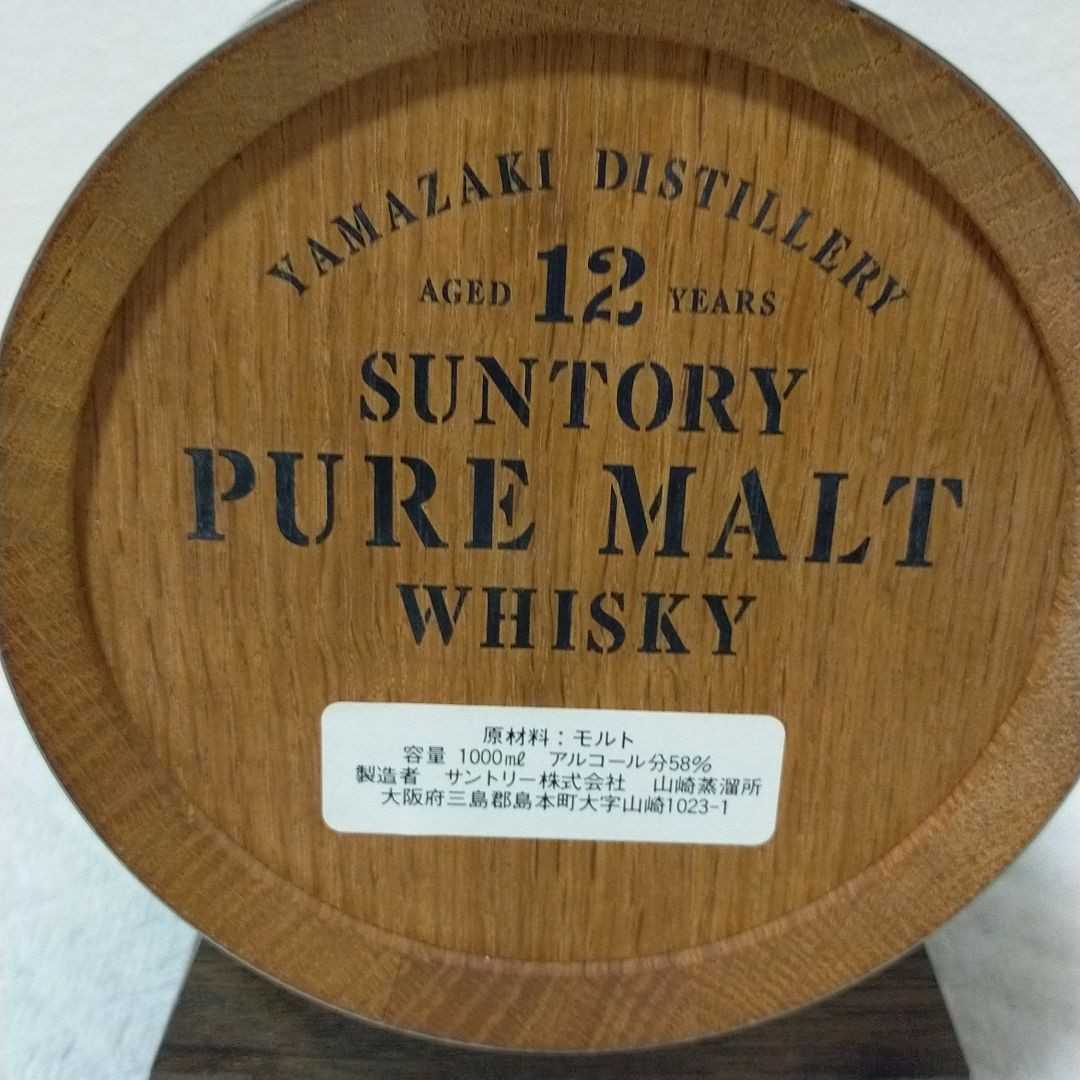 YAMAZAKI DISTILLERY
AGED 12 YEARS
SUNTORY
PURE MALT
WHISKY
原材料：モルト
容量 1000㎖ アルコール分58%
製造者 サントリー株式会社 山崎蒸溜所
大阪府三島郡島本町大字山崎1023-1